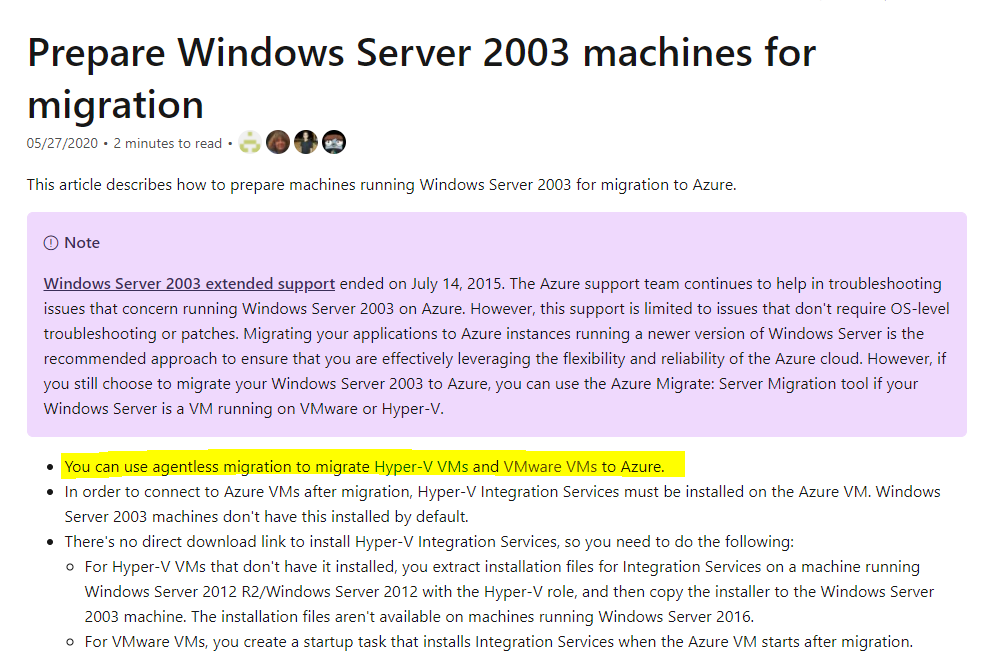 Prepare Windows Server 2003 machines for
migration
05/27/2020 • 2 minutes to read •
This article describes how to prepare machines running Windows Server 2003 for migration to Azure.
Note
Windows Server 2003 extended support ended on July 14, 2015. The Azure support team continues to help in troubleshooting
issues that concern running Windows Server 2003 on Azure. However, this support is limited to issues that don't require OS-level
troubleshooting or patches. Migrating your applications to Azure instances running a newer version of Windows Server is the
recommended approach to ensure that you are effectively leveraging the flexibility and reliability of the Azure cloud. However, if
you still choose to migrate your Windows Server 2003 to Azure, you can use the Azure Migrate: Server Migration tool if your
Windows Server is a VM running on VMware or Hyper-V.
• You can use agentless migration to migrate Hyper-V VMs and VMware VMs to Azure.
• In order to connect to Azure VMs after migration, Hyper-V Integration Services must be installed on the Azure VM. Windows
Server 2003 machines don't have this installed by default.
• There's no direct download link to install Hyper-V Integration Services, so you need to do the following:
○ For Hyper-V VMs that don't have it installed, you extract installation files for Integration Services on a machine running
Windows Server 2012 R2/Windows Server 2012 with the Hyper-V role, and then copy the installer to the Windows Server
2003 machine. The installation files aren't available on machines running Windows Server 2016.
○ For VMware VMs, you create a startup task that installs Integration Services when the Azure VM starts after migration.